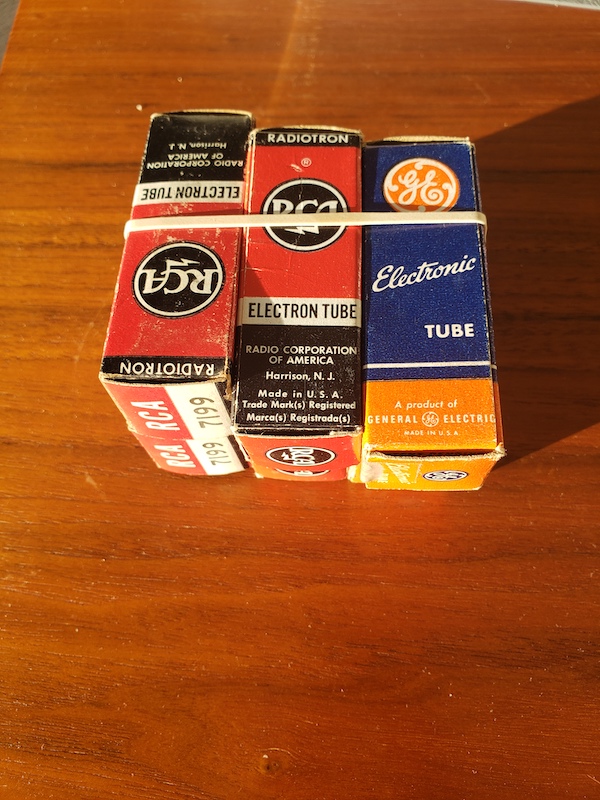 Harrison, N. J.
RADIO CORPORATION
OF AMERICA
ELECTRON TUBE
RCA
RADIOTRON
RCA RCA
7199 7199
RADIOTRON
®
RCA
ELECTRON TUBE
RADIO CORPORATION
OF AMERICA
Harrison, N. J.
Made in U. S. A.
Trade Mark(s) Registered
Marca(s) Registrada(s)
RCA
GE
Electronic
TUBE
A product of
GENERAL GE ELECTRIC
MADE IN U.S.A.